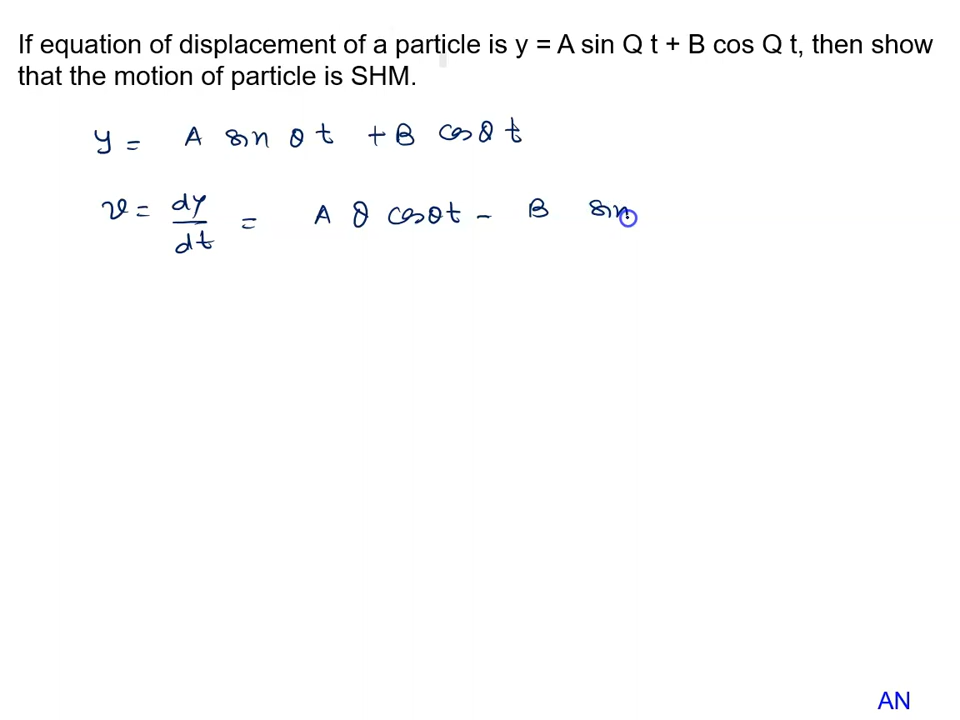 If equation of displacement of a particle is y = A sin Q t + B cos Q t, then show
that the motion of particle is SHM.
y = A sin θ t + B cos θ t
v = dy/dt = A θ cos θt - B sin
AN